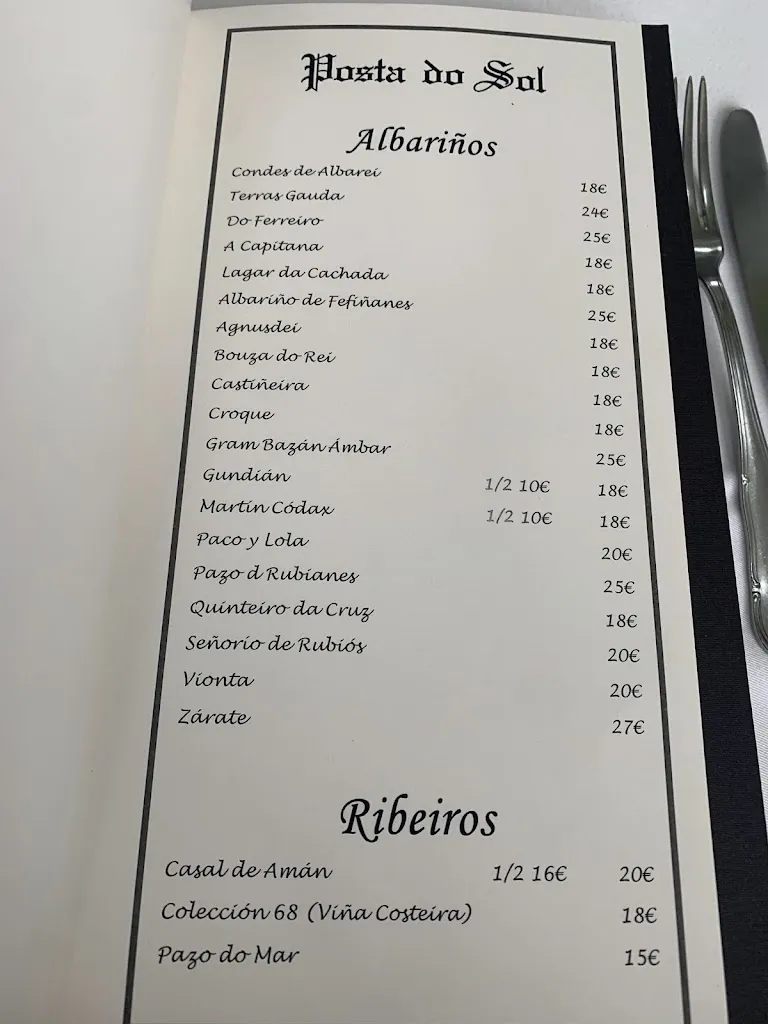 Posta do Sol
Albariños
Condes de Albarei 18€
Terras Gauda 24€
Do Ferreiro 25€
A Capitana 18€
Lagar da Cachada 18€
Albariño de Fefiñanes 25€
Agnusdei 18€
Bouza do Rei 18€
Castiñeira 18€
Croque 18€
Gram Bazán Ámbar 25€
Gundián 1/2 10€ 18€
Martín Códax 1/2 10€ 18€
Paco y Lola 20€
Pazo d Rubianes 25€
Quinteiro da Cruz 18€
Señorio de Rubiós 20€
Vionta 20€
Zárate 27€
Ribeiros
Casal de Amán 1/2 16€ 20€
Colección 68 (Viña Costeira) 18€
Pazo do Mar 15€